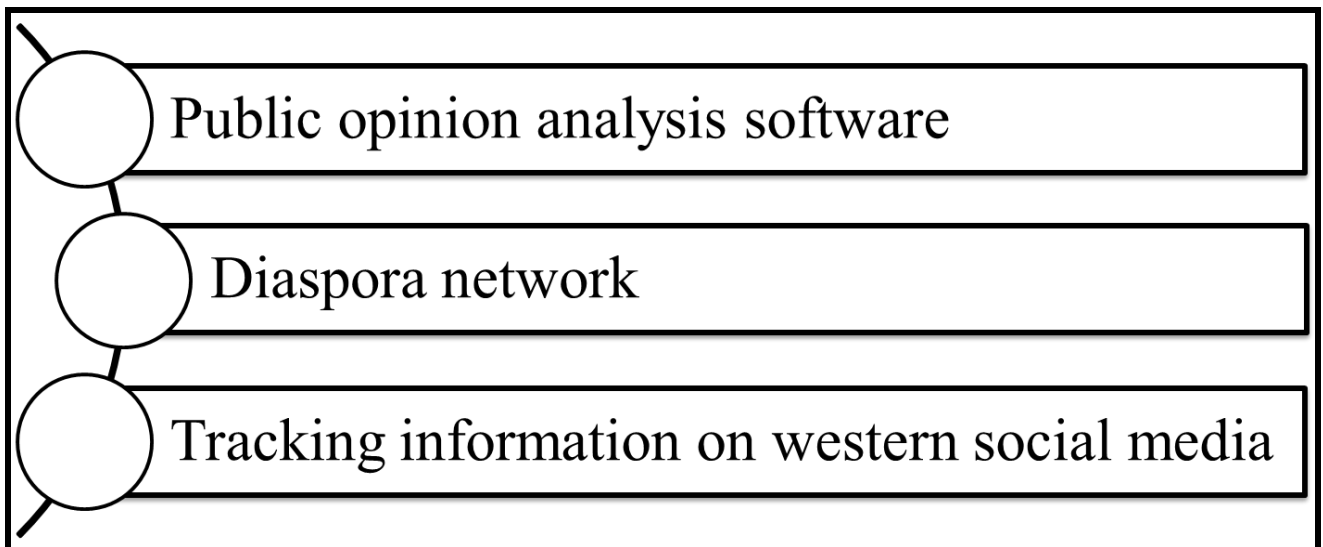 Public opinion analysis software
Diaspora network
Tracking information on western social media